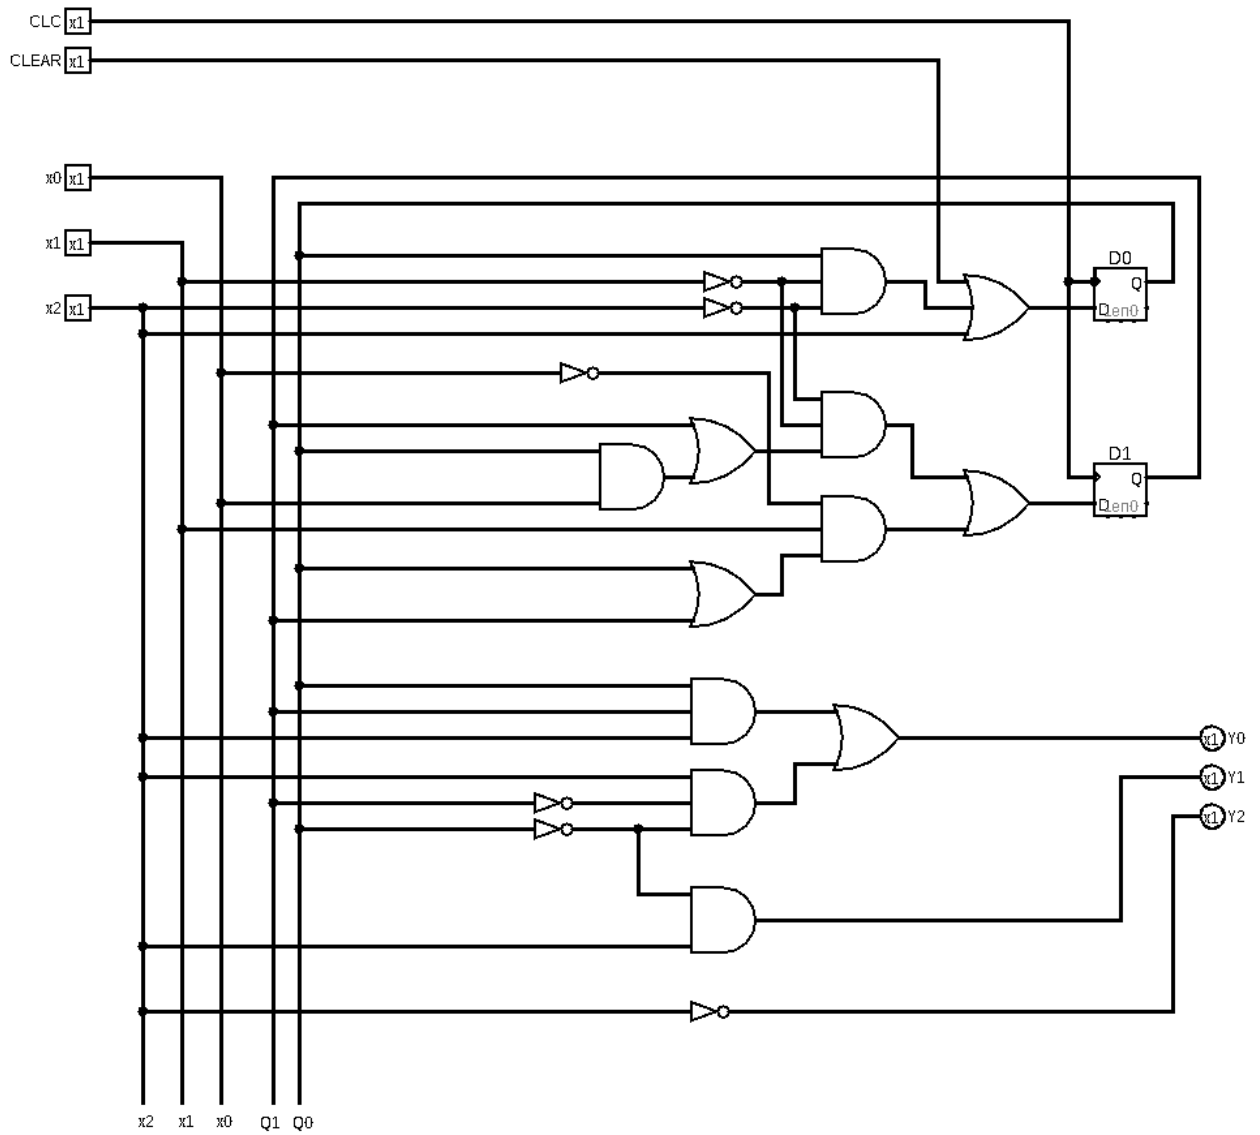 CLC x1
CLEAR x1
x0 x1
x1 x1
x2 x1
D0
Q
D
en0
D1
Q
D
en0
x1 Y0
x1 Y1
x1 Y2
x2 x1 x0 Q1 Q0